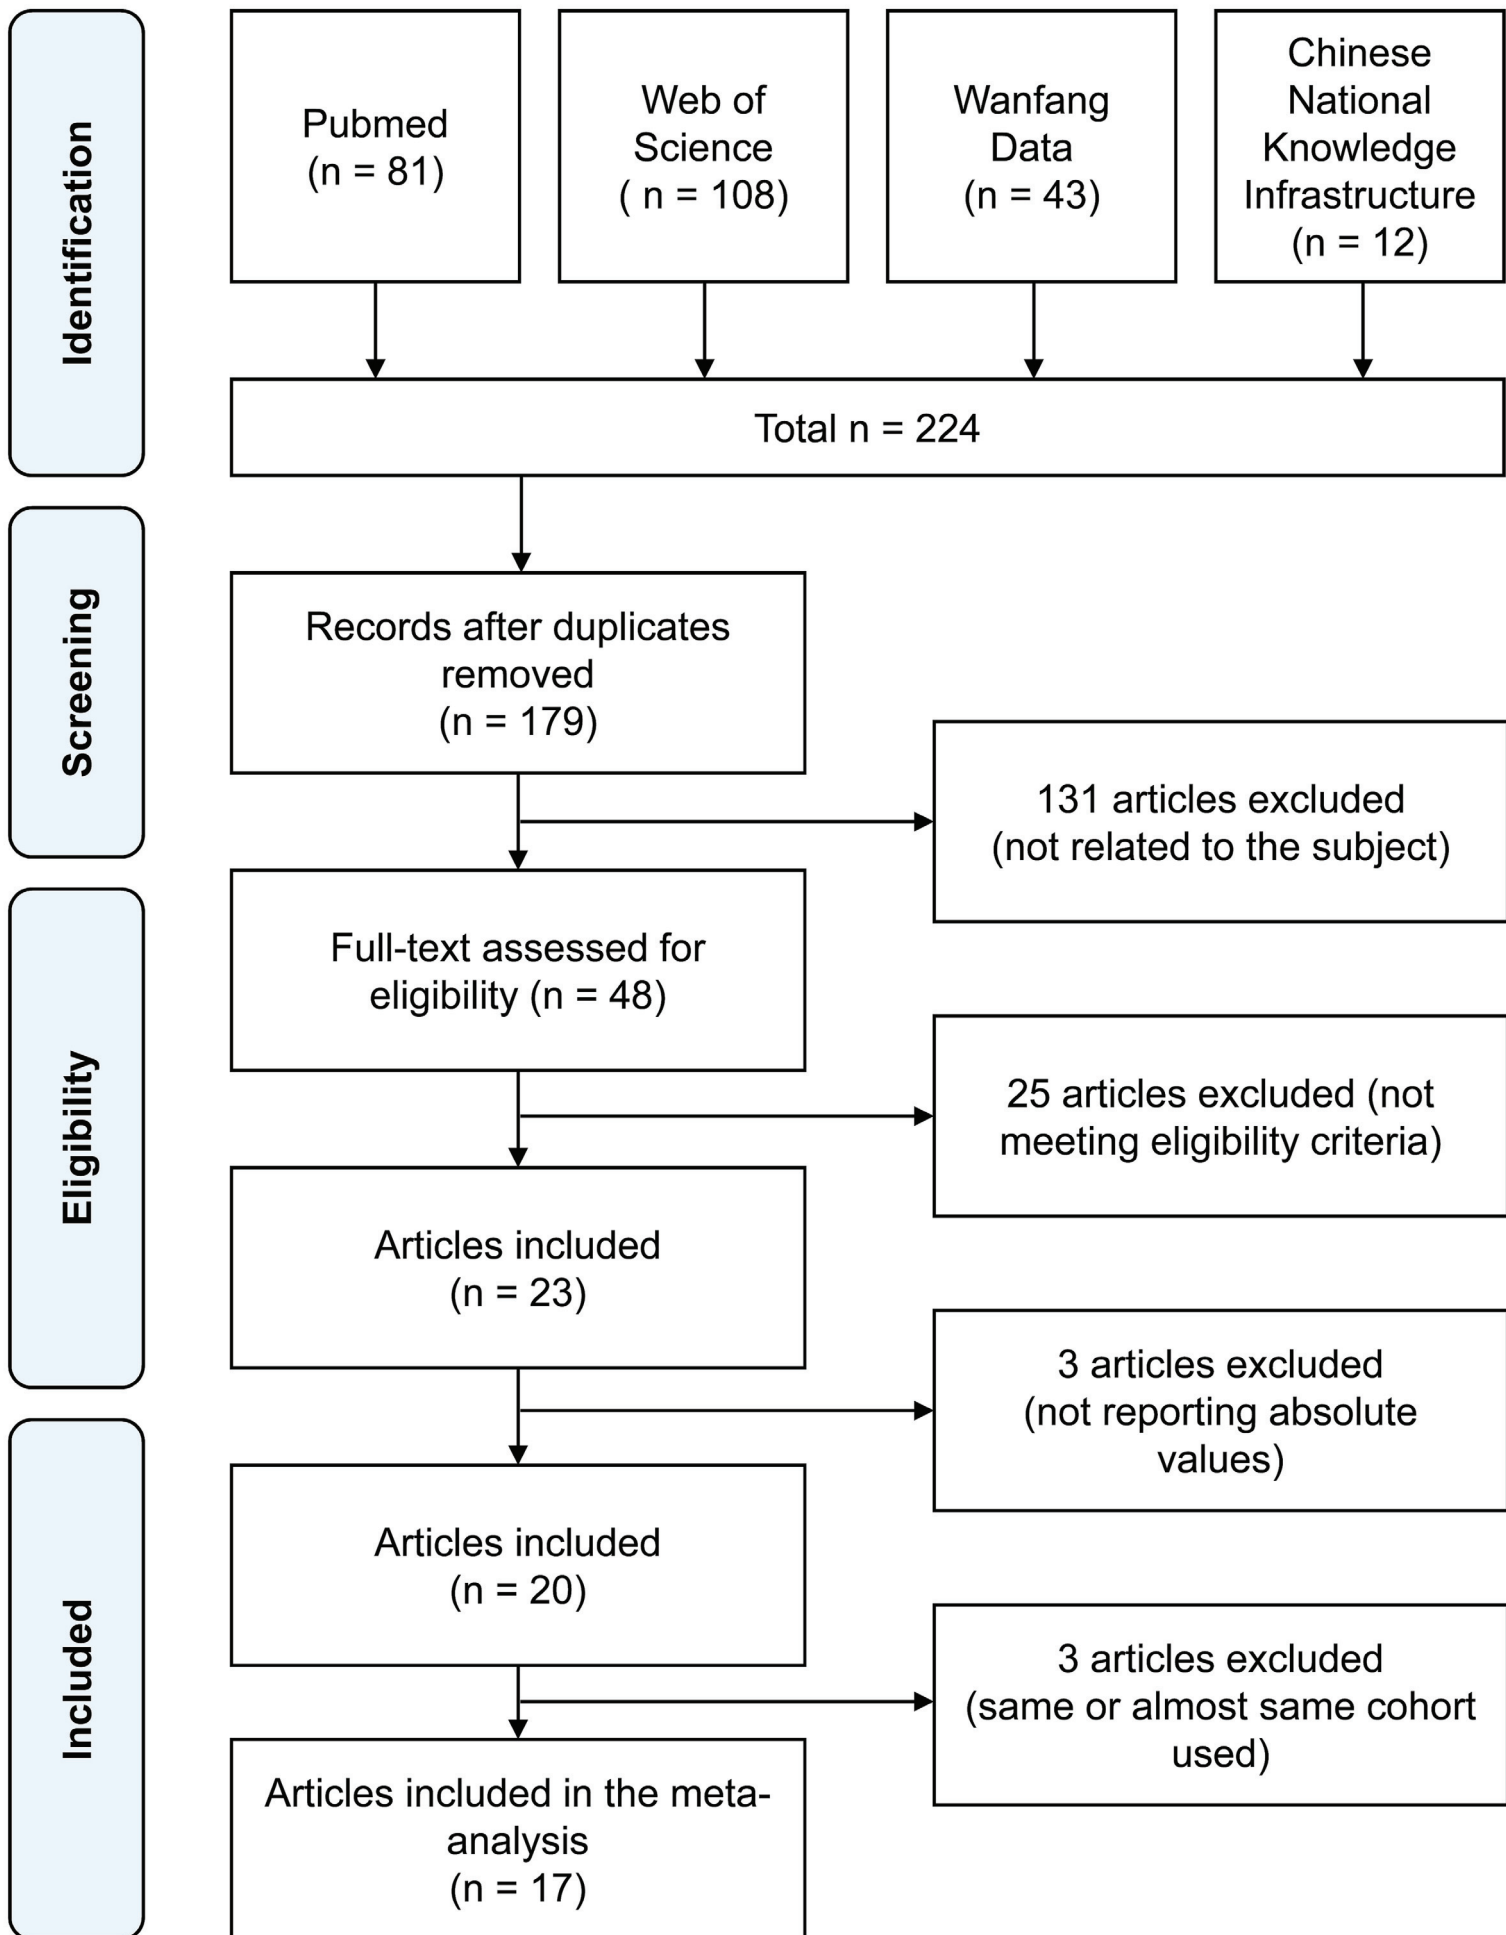 Identification
Pubmed
(n = 81)
Web of
Science
( n = 108)
Wanfang
Data
(n = 43)
Chinese
National
Knowledge
Infrastructure
(n = 12)
Total n = 224
Screening
Records after duplicates
removed
(n = 179)
131 articles excluded
(not related to the subject)
Eligibility
Full-text assessed for
eligibility (n = 48)
25 articles excluded (not
meeting eligibility criteria)
Articles included
(n = 23)
3 articles excluded
(not reporting absolute
values)
Included
Articles included
(n = 20)
3 articles excluded
(same or almost same cohort
used)
Articles included in the meta-
analysis
(n = 17)